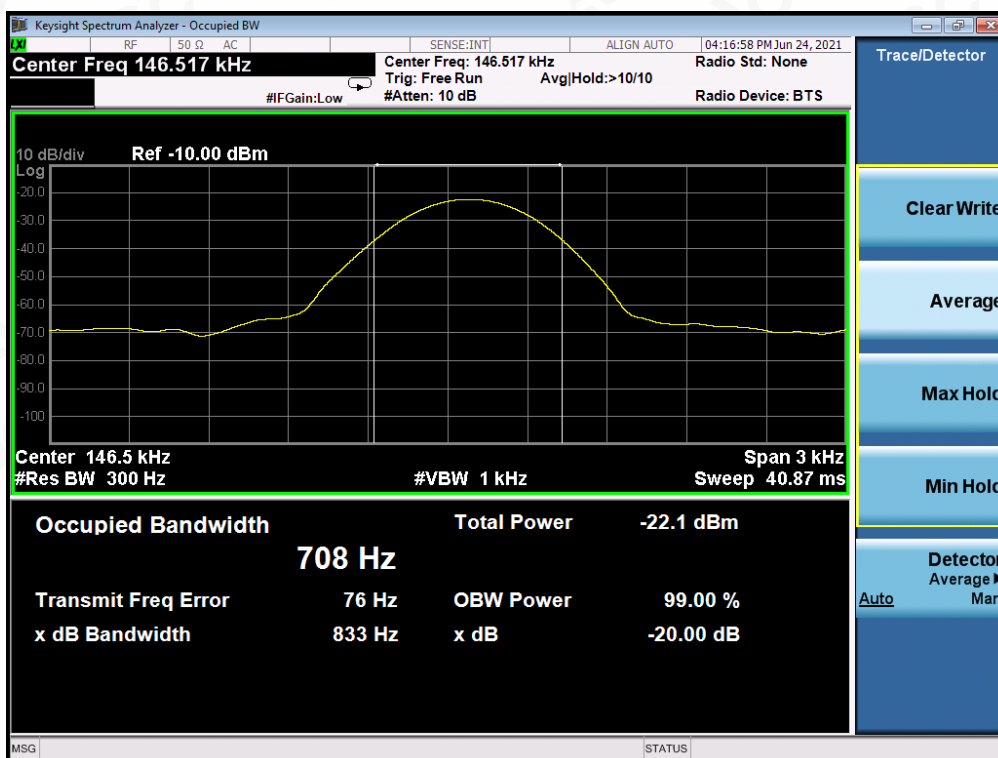 Keysight Spectrum Analyzer - Occupied BW
LXI RF 50 Ω AC SENSE:INT ALIGN AUTO 04:16:58 PM Jun 24, 2021
Center Freq 146.517 kHz
Center Freq: 146.517 kHz Radio Std: None
Trig: Free Run Avg|Hold:>10/10
#IFGain:Low #Atten: 10 dB Radio Device: BTS
10 dB/div Ref -10.00 dBm
Log
-20.0
-30.0
-40.0
-50.0
-60.0
-70.0
-80.0
-90.0
-100
Center 146.5 kHz Span 3 kHz
#Res BW 300 Hz #VBW 1 kHz Sweep 40.87 ms
Occupied Bandwidth Total Power -22.1 dBm
708 Hz
Transmit Freq Error 76 Hz OBW Power 99.00 %
x dB Bandwidth 833 Hz x dB -20.00 dB
MSG STATUS
Trace/Detector
Clear Write
Average
Max Hold
Min Hold
Detector
Average
Auto Man